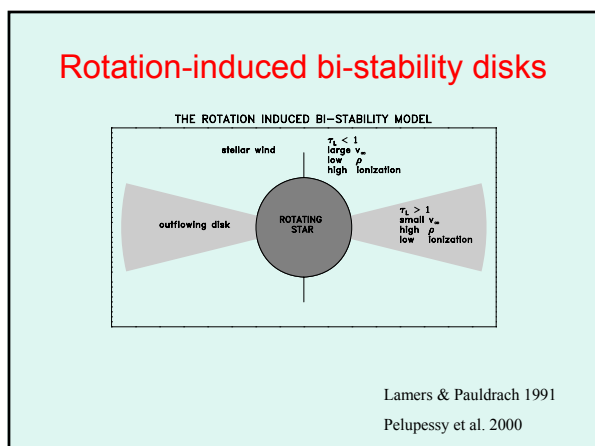 Rotation-induced bi-stability disks
THE ROTATION INDUCED BI-STABILITY MODEL
stellar wind
τL < 1
large v∞
low ρ
high ionization
outflowing disk
ROTATING
STAR
τL > 1
small v∞
high ρ
low ionization
Lamers & Pauldrach 1991
Pelupessy et al. 2000